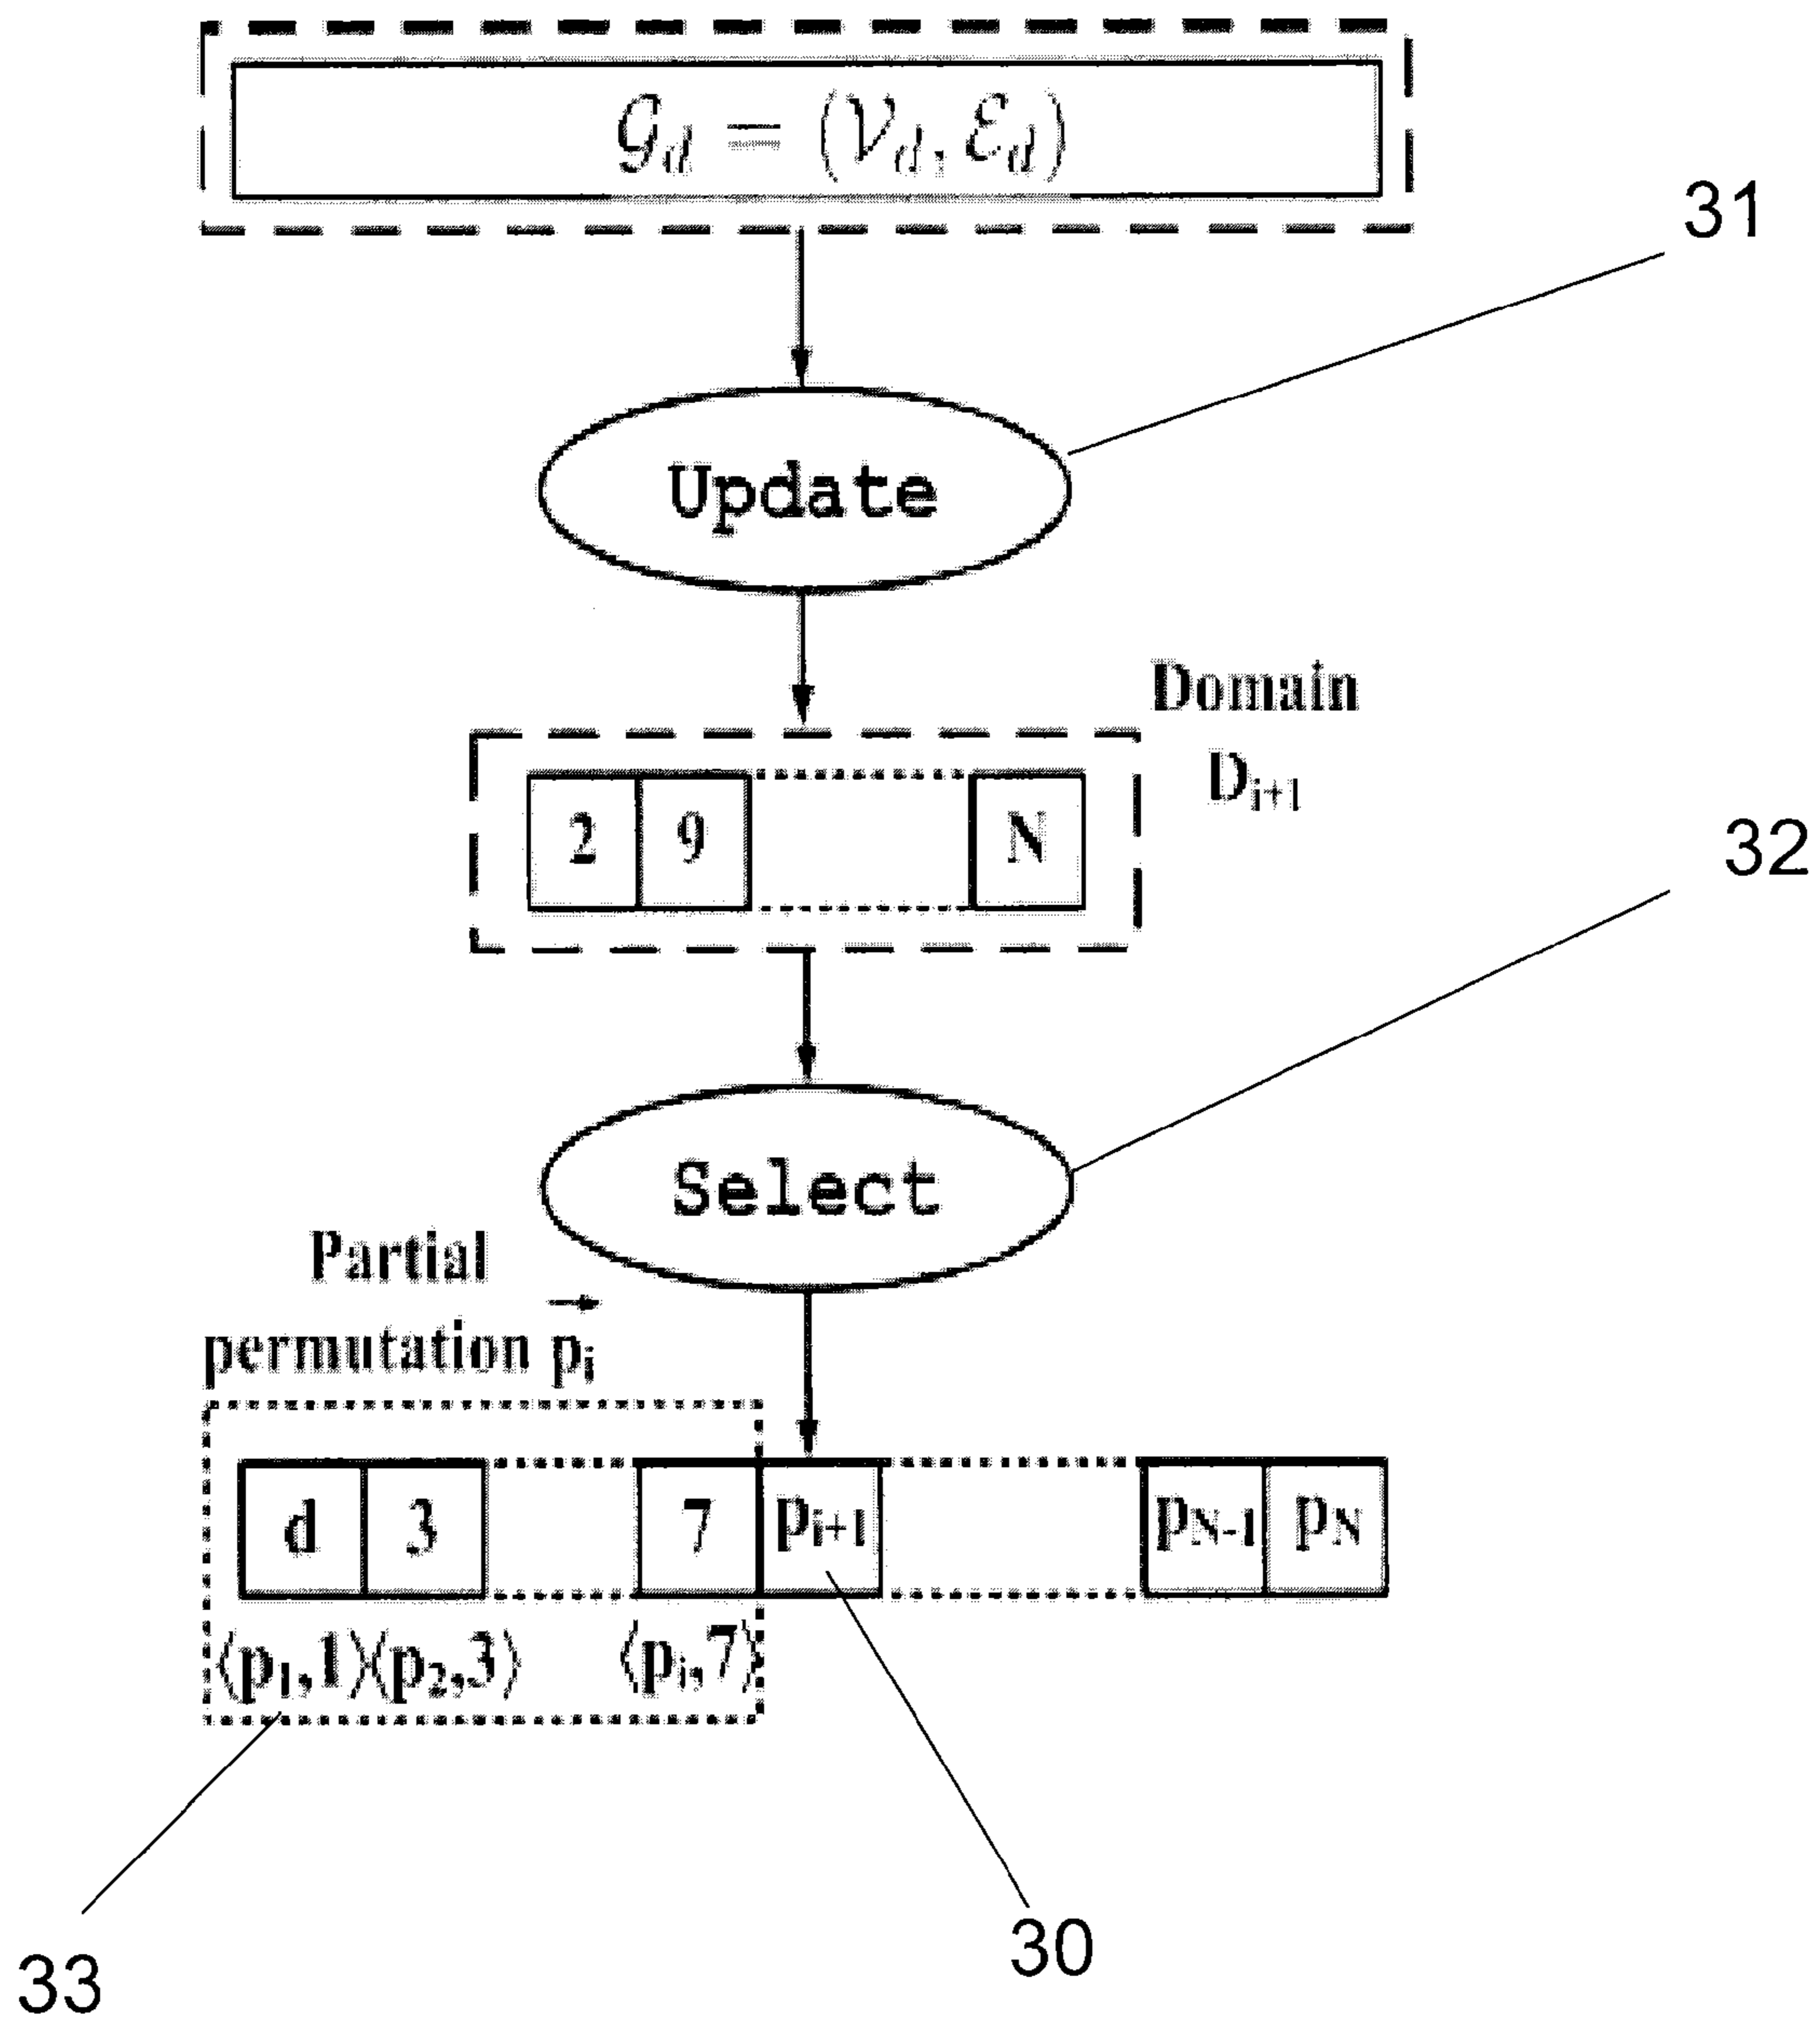 𝒢d = (𝒱d, ℰd)
31
Update
Domain
Di+1
2 9 N
32
Select
Partial
permutation p⃗i
d 3 7 pi+1 pN-1 pN
⟨p1,1⟩⟨p2,3⟩ ⟨pi,7⟩
30
33